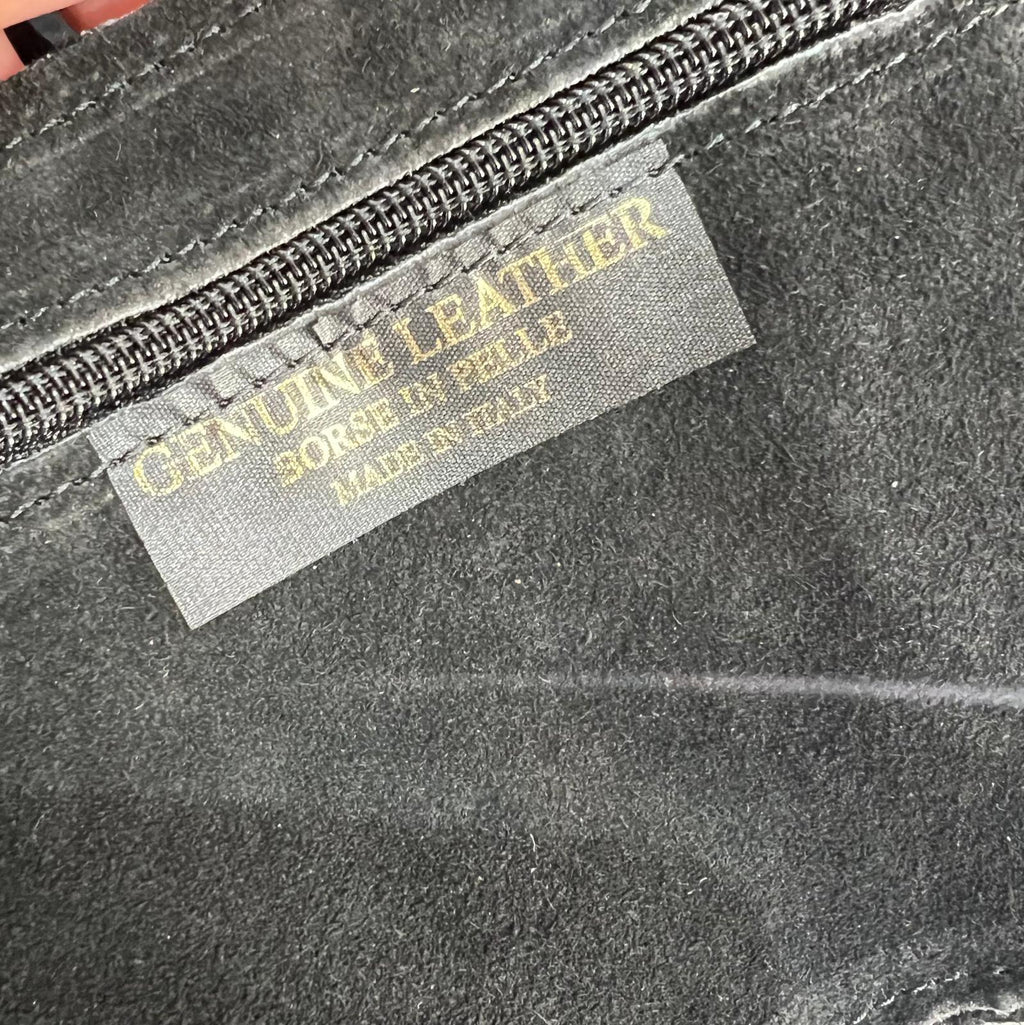 GENUINE LEATHER
BORSE IN PELLE
MADE IN ITALY